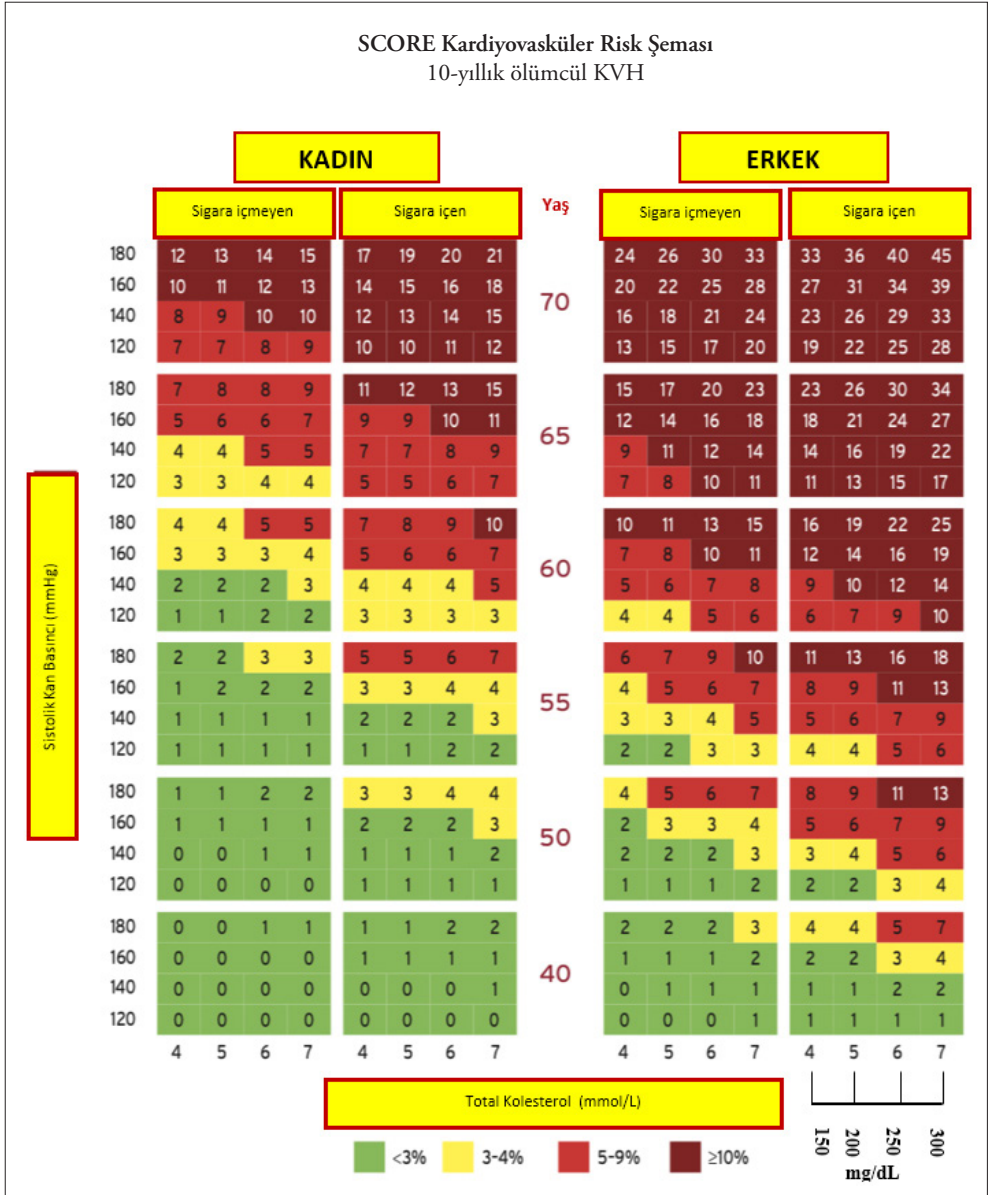 SCORE Kardiyovasküler Risk Şeması
10-yıllık ölümcül KVH
KADIN ERKEK
Sigara içmeyen Sigara içen Yaş Sigara içmeyen Sigara içen
180 12 13 14 15 17 19 20 21 24 26 30 33 33 36 40 45
160 10 11 12 13 14 15 16 18 20 22 25 28 27 31 34 39
70
140 8 9 10 10 12 13 14 15 16 18 21 24 23 26 29 33
120 7 7 8 9 10 10 11 12 13 15 17 20 19 22 25 28
180 7 8 8 9 11 12 13 15 15 17 20 23 23 26 30 34
160 5 6 6 7 9 9 10 11 12 14 16 18 18 21 24 27
65
140 4 4 5 5 7 7 8 9 9 11 12 14 14 16 19 22
120 3 3 4 4 5 5 6 7 7 8 10 11 11 13 15 17
180 4 4 5 5 7 8 9 10 10 11 13 15 16 19 22 25
160 3 3 3 4 5 6 6 7 7 8 10 11 12 14 16 19
60
140 2 2 2 3 4 4 4 5 5 6 7 8 9 10 12 14
120 1 1 2 2 3 3 3 3 4 4 5 6 6 7 9 10
180 2 2 3 3 5 5 6 7 6 7 9 10 11 13 16 18
160 1 2 2 2 3 3 4 4 4 5 6 7 8 9 11 13
55
140 1 1 1 1 2 2 2 3 3 3 4 5 5 6 7 9
120 1 1 1 1 1 1 2 2 2 2 3 3 4 4 5 6
180 1 1 2 2 3 3 4 4 4 5 6 7 8 9 11 13
160 1 1 1 1 2 2 2 3 2 3 3 4 5 6 7 9
50
140 0 0 1 1 1 1 1 2 2 2 2 3 3 4 5 6
120 0 0 0 0 1 1 1 1 1 1 1 2 2 2 3 4
180 0 0 1 1 1 1 2 2 2 2 2 3 4 4 5 7
160 0 0 0 0 1 1 1 1 1 1 1 2 2 2 3 4
40
140 0 0 0 0 0 0 0 1 0 1 1 1 1 1 2 2
120 0 0 0 0 0 0 0 0 0 0 0 1 1 1 1 1
4 5 6 7 4 5 6 7 4 5 6 7 4 5 6 7
Sistolik Kan Basıncı (mmHg)
Total Kolesterol (mmol/L)
150 200 250 300
mg/dL
<3% 3-4% 5-9% ≥10%